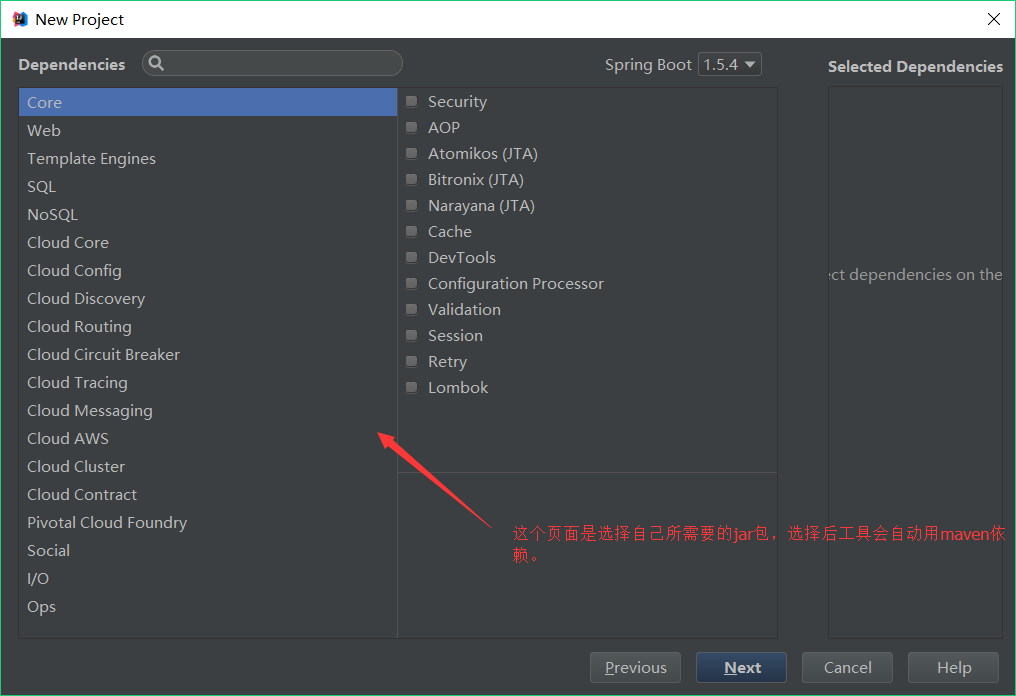 New Project
Dependencies
Spring Boot 1.5.4
Selected Dependencies
Core
Web
Template Engines
SQL
NoSQL
Cloud Core
Cloud Config
Cloud Discovery
Cloud Routing
Cloud Circuit Breaker
Cloud Tracing
Cloud Messaging
Cloud AWS
Cloud Cluster
Cloud Contract
Pivotal Cloud Foundry
Social
I/O
Ops
Security
AOP
Atomikos (JTA)
Bitronix (JTA)
Narayana (JTA)
Cache
DevTools
Configuration Processor
Validation
Session
Retry
Lombok
ect dependencies on the
这个页面是选择自己所需要的jar包，选择后工具会自动用maven依
赖。
Previous
Next
Cancel
Help